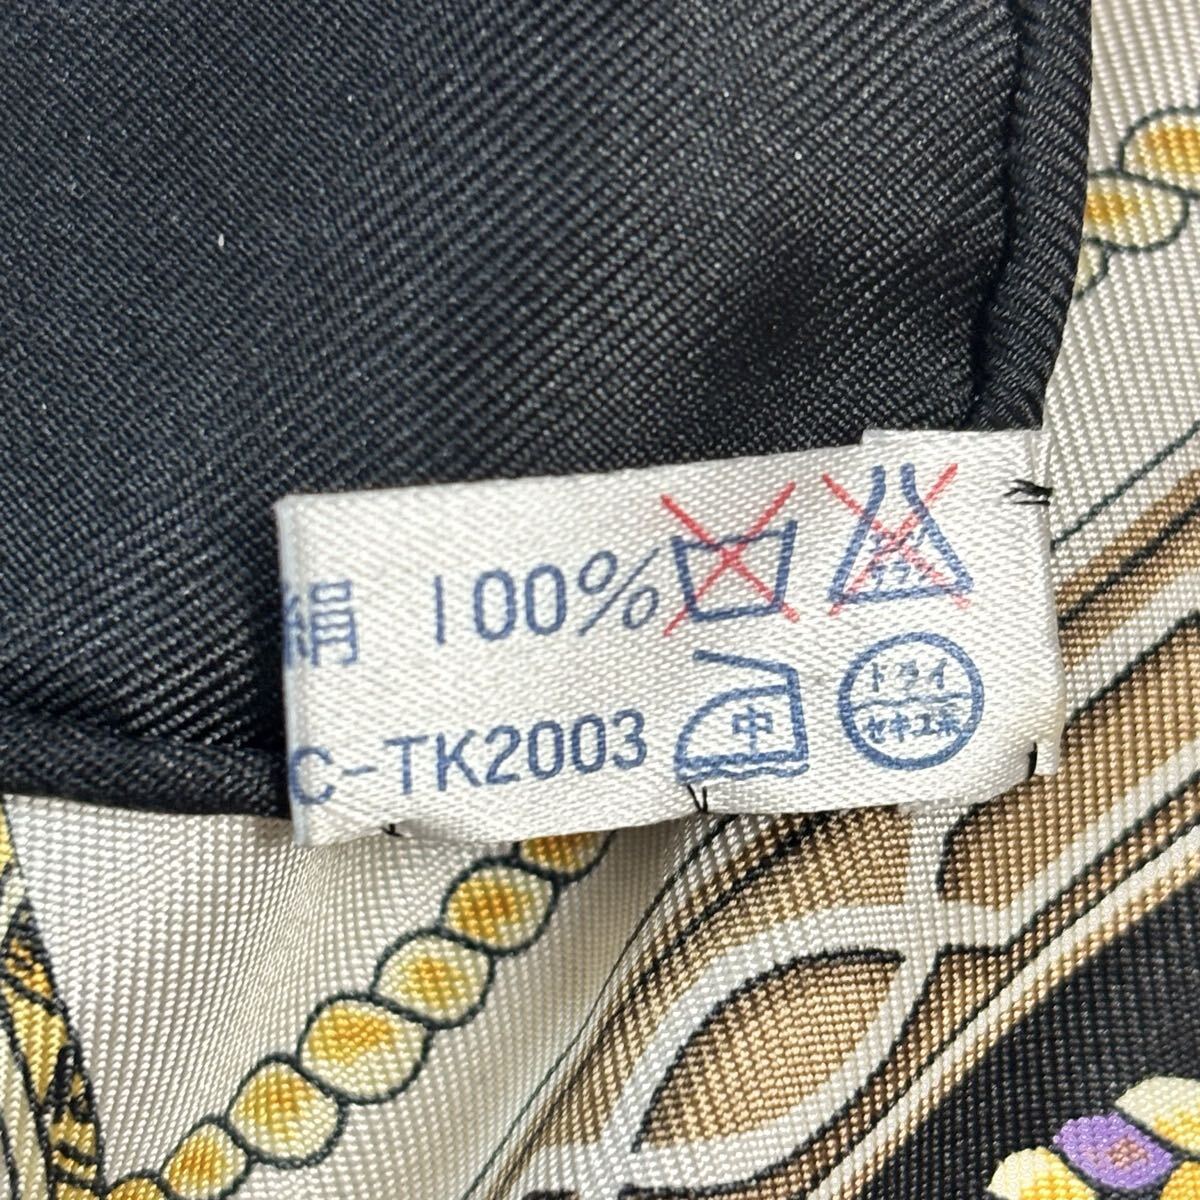 絹 100%
C-TK2003
中
ドライ
セキユ系